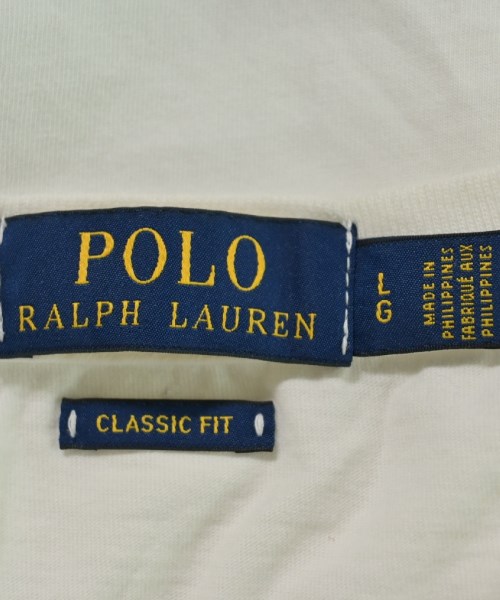 POLO
RALPH LAUREN
L
G
MADE IN
PHILIPPINES
FABRIQUÉ AUX
PHILIPPINES
CLASSIC FIT